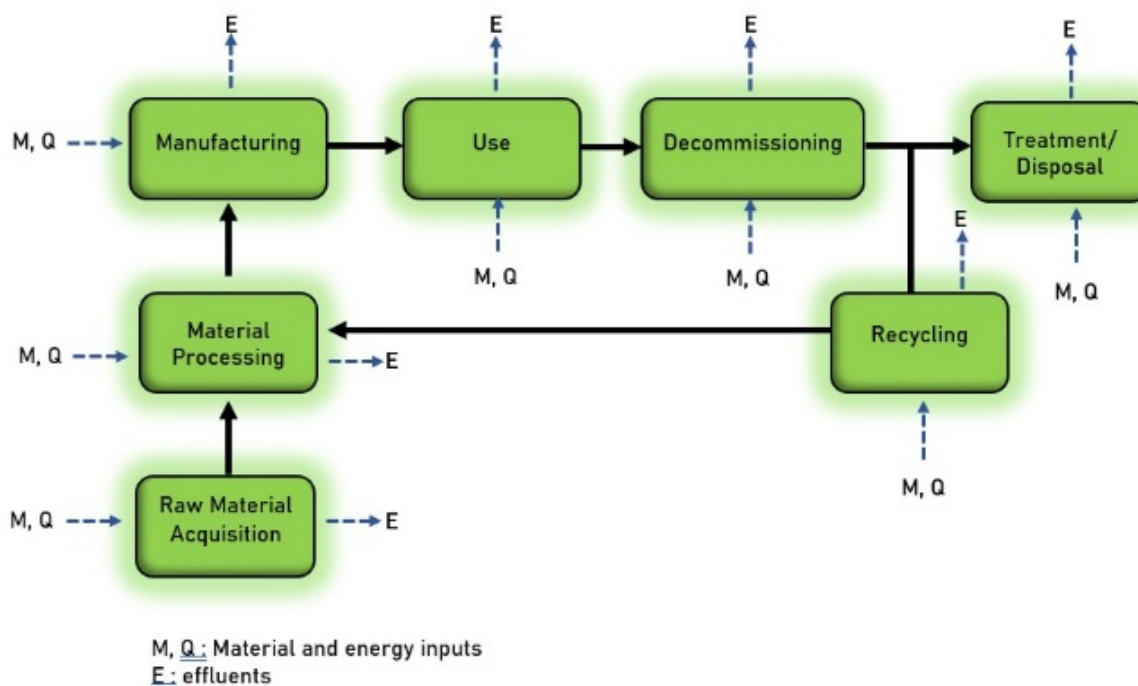 E
E
E
E
M, Q
Manufacturing
Use
Decommissioning
Treatment/
Disposal
E
M, Q
M, Q
M, Q
M, Q
Material
Processing
E
Recycling
M, Q
M, Q
Raw Material
Acquisition
E
M, Q : Material and energy inputs
E : effluents